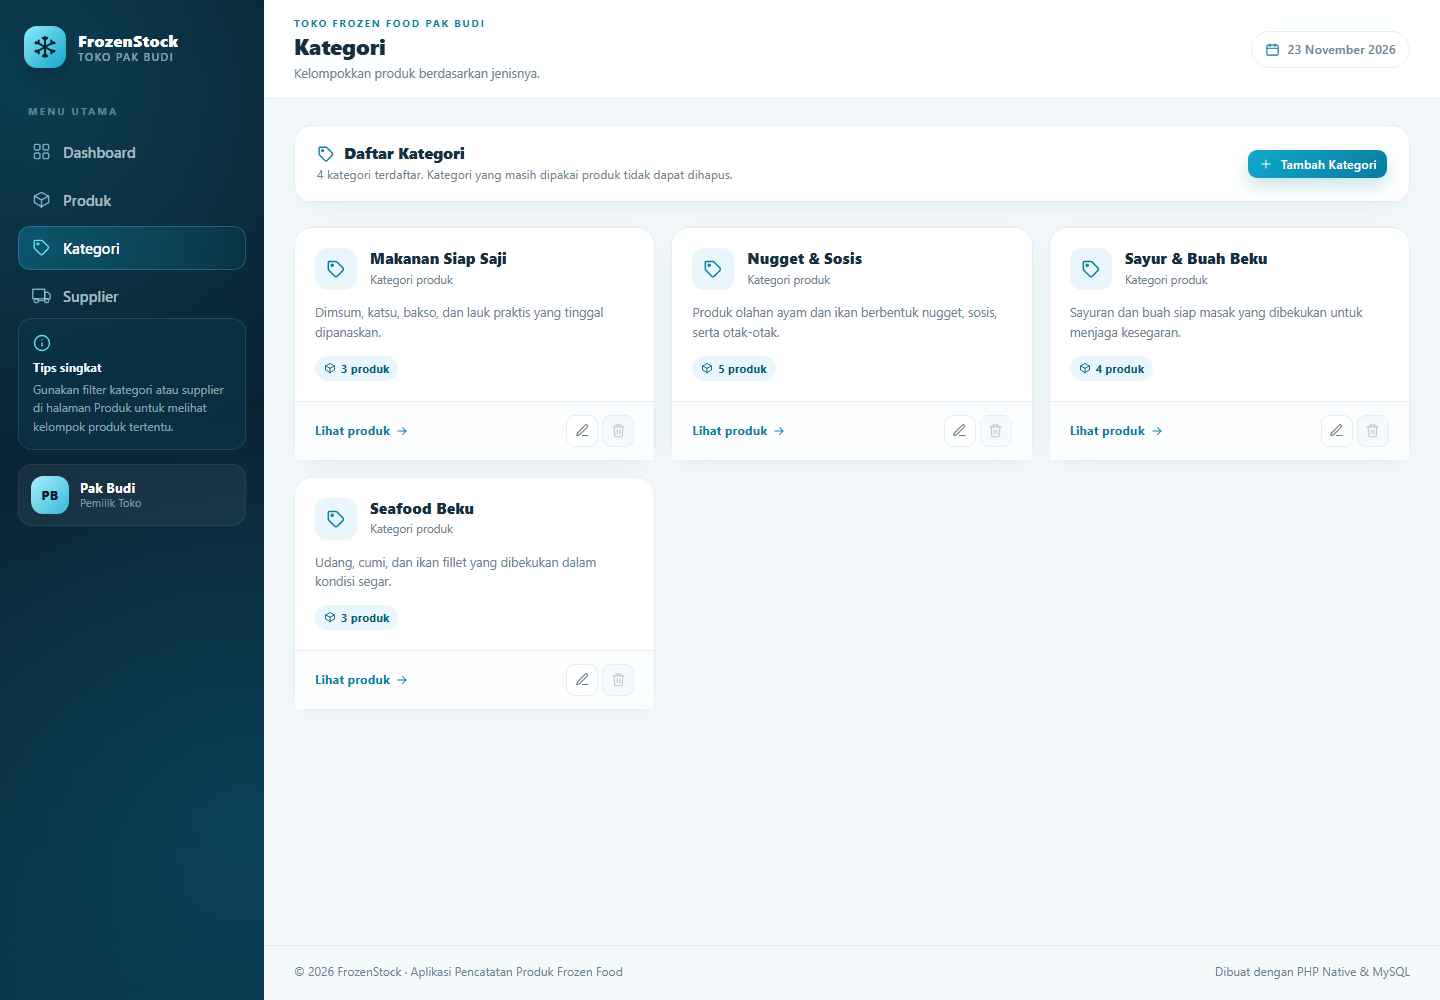 FrozenStock
TOKO PAK BUDI
MENU UTAMA
Dashboard
Produk
Kategori
Supplier
Tips singkat
Gunakan filter kategori atau supplier
di halaman Produk untuk melihat
kelompok produk tertentu.
PB
Pak Budi
Pemilik Toko
TOKO FROZEN FOOD PAK BUDI
Kategori
Kelompokkan produk berdasarkan jenisnya.
23 November 2026
Daftar Kategori
4 kategori terdaftar. Kategori yang masih dipakai produk tidak dapat dihapus.
Tambah Kategori
Makanan Siap Saji
Kategori produk
Dimsum, katsu, bakso, dan lauk praktis yang tinggal
dipanaskan.
3 produk
Lihat produk →
Nugget & Sosis
Kategori produk
Produk olahan ayam dan ikan berbentuk nugget, sosis,
serta otak-otak.
5 produk
Lihat produk →
Sayur & Buah Beku
Kategori produk
Sayuran dan buah siap masak yang dibekukan untuk
menjaga kesegaran.
4 produk
Lihat produk →
Seafood Beku
Kategori produk
Udang, cumi, dan ikan fillet yang dibekukan dalam
kondisi segar.
3 produk
Lihat produk →
© 2026 FrozenStock · Aplikasi Pencatatan Produk Frozen Food
Dibuat dengan PHP Native & MySQL